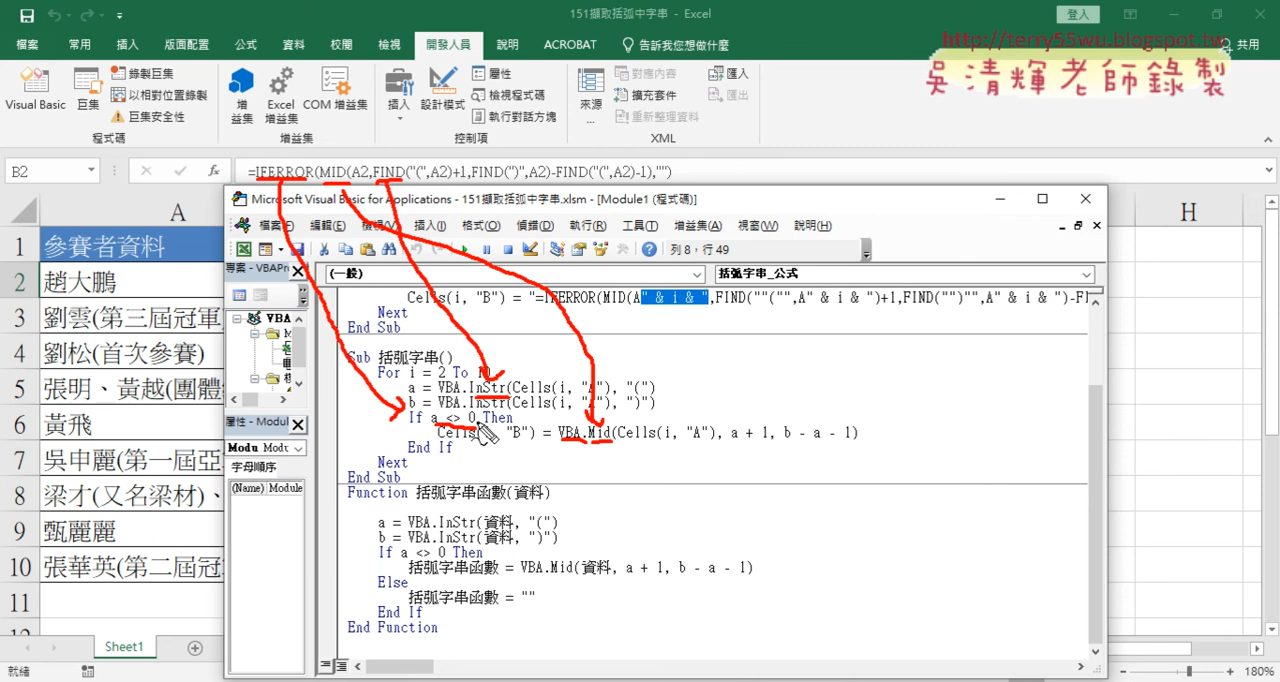 151擷取括弧中字串 - Excel
登入
檔案 常用 插入 版面配置 公式 資料 校閱 檢視 開發人員 說明 ACROBAT 告訴我您想做什麼 共用
http://terry55wu.blogspot.tw
吳清輝老師錄製
Visual Basic 巨集 錄製巨集 以相對位置錄製 巨集安全性
增益集 Excel 增益集 COM 增益集
插入 設計模式 屬性 檢視程式碼 執行對話方塊
來源 ... 對應內容 擴充套件 重新整理資料 匯入 匯出
程式碼 增益集 控制項 XML
B2 fx =IFERROR(MID(A2,FIND("(",A2)+1,FIND(")",A2)-FIND("(",A2)-1),"")
A H
1 參賽者資料
2 趙大鵬
3 劉雲(第三屆冠軍
4 劉松(首次參賽)
5 張明、黃越(團體
6 黃飛
7 吳申麗(第一屆亞
8 梁才(又名梁材)、
9 甄麗麗
10 張華英(第二屆冠
11
12
Sheet1
就緒
180%
Microsoft Visual Basic for Applications - 151擷取括弧中字串.xlsm - [Module1 (程式碼)]
檔案(F) 編輯(E) 檢視(V) 插入(I) 格式(O) 偵錯(D) 執行(R) 工具(T) 增益集(A) 視窗(W) 說明(H)
列 8，行 49
專案 - VBAPr
VBA
屬性 - Modul
Modu Modu
字母順序
(Name) Module
(一般) 括弧字串_公式
Cells(i, "B") = "=IFERROR(MID(A" & i & ",FIND(""("",A" & i & ")+1,FIND("")"",A" & i & ")-FI
Next
End Sub
Sub 括弧字串()
For i = 2 To
a = VBA.InStr(Cells(i, "A"), "(")
b = VBA.InStr(Cells(i, "A"), ")")
If a <> 0 Then
Cells "B") = VBA.Mid(Cells(i, "A"), a + 1, b - a - 1)
End If
Next
End Sub
Function 括弧字串函數(資料)
a = VBA.InStr(資料, "(")
b = VBA.InStr(資料, ")")
If a <> 0 Then
括弧字串函數 = VBA.Mid(資料, a + 1, b - a - 1)
Else
括弧字串函數 = ""
End If
End Function